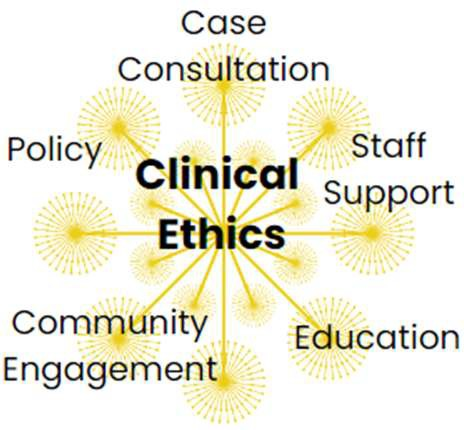 Case
Consultation
Policy
Staff
Support
Clinical
Ethics
Community
Engagement
Education